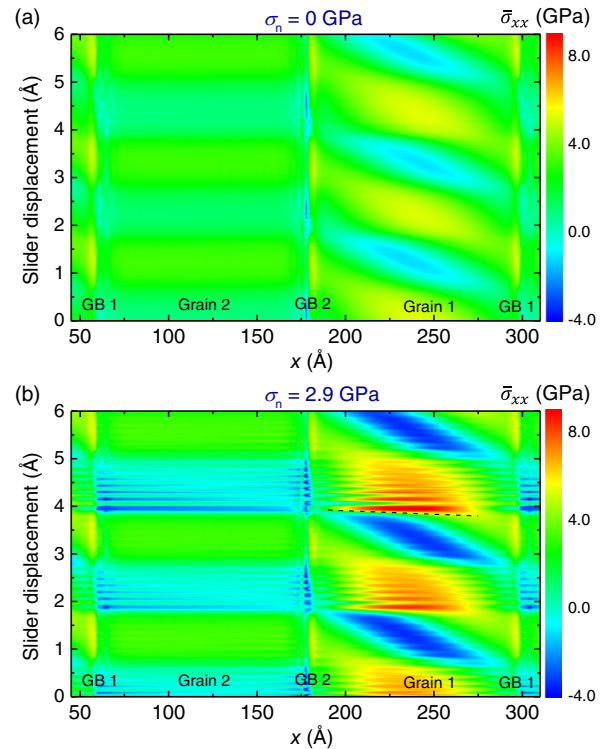 (a) σn = 0 GPa σ̄xx (GPa)
6
5
4
3
2
1
0
Slider displacement (Å)
GB 1 Grain 2 GB 2 Grain 1 GB 1
50 100 150 200 250 300
x (Å)
8.0
4.0
0.0
-4.0
(b) σn = 2.9 GPa σ̄xx (GPa)
6
5
4
3
2
1
0
Slider displacement (Å)
GB 1 Grain 2 GB 2 Grain 1 GB 1
50 100 150 200 250 300
x (Å)
8.0
4.0
0.0
-4.0